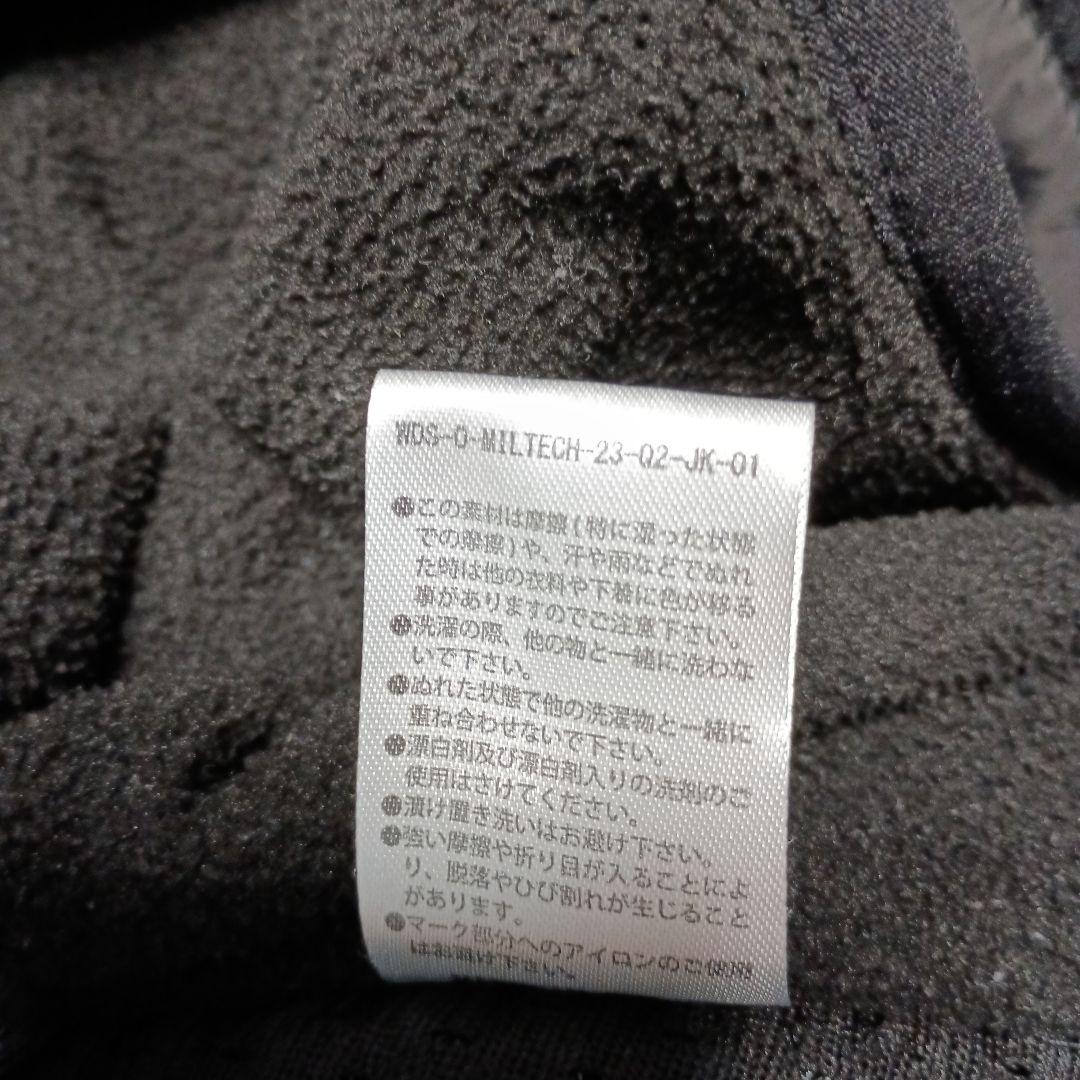 WDS-O-MILTECH-23-Q2-JK-01
●この素材は摩擦(特に湿った状態
での摩擦)や、汗や雨などでぬれ
た時は他の衣料や下着に色が移る
事がありますのでご注意下さい。
●洗濯の際、他の物と一緒に洗わな
いで下さい。
●ぬれた状態で他の洗濯物と一緒に
重ね合わせないで下さい。
●漂白剤及び漂白剤入りの洗剤のご
使用はさけてください。
●漬け置き洗いはお避け下さい。
●強い摩擦や折り目が入ることによ
り、脱落やひび割れが生じること
があります。
●マーク部分へのアイロンのご使用
はお避け下さい。